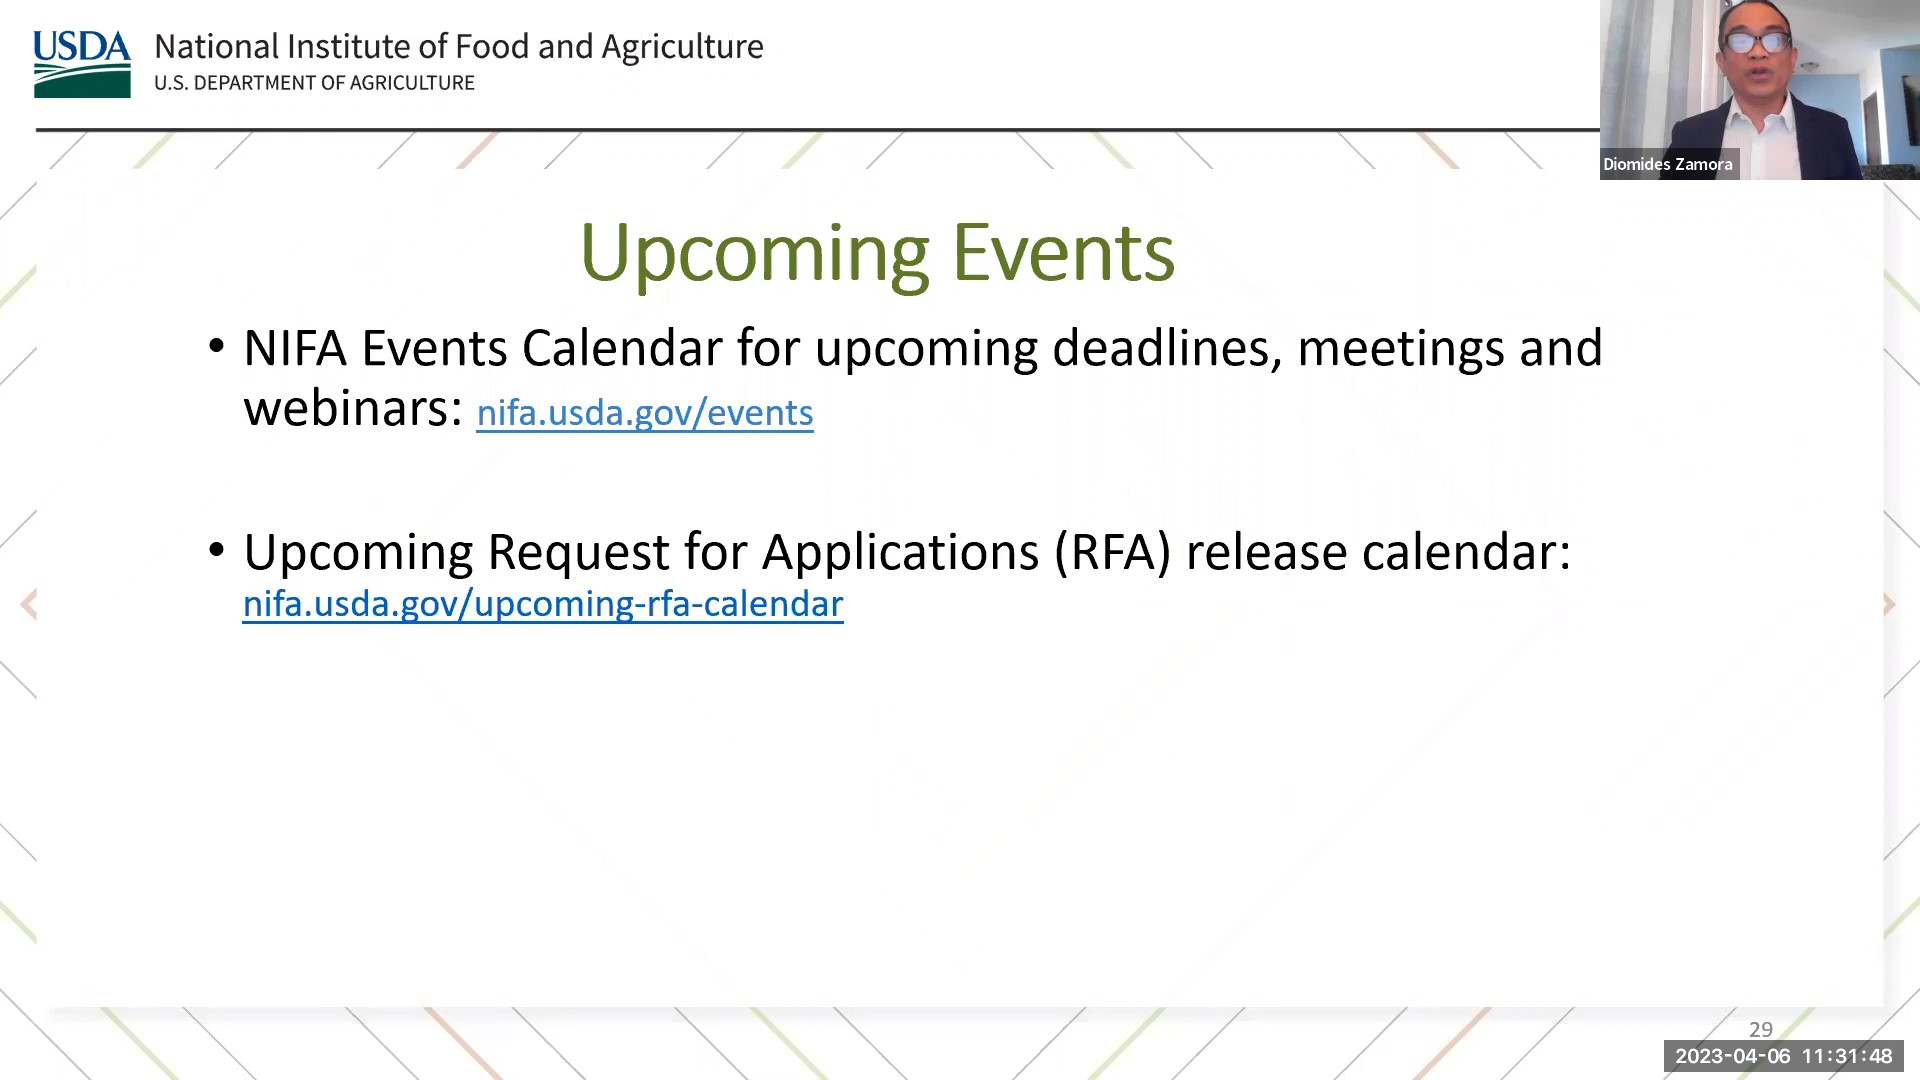 USDA
National Institute of Food and Agriculture
U.S. DEPARTMENT OF AGRICULTURE
Diomides Zamora
Upcoming Events
• NIFA Events Calendar for upcoming deadlines, meetings and
webinars: nifa.usda.gov/events
• Upcoming Request for Applications (RFA) release calendar:
nifa.usda.gov/upcoming-rfa-calendar
29
2023-04-06 11:31:48